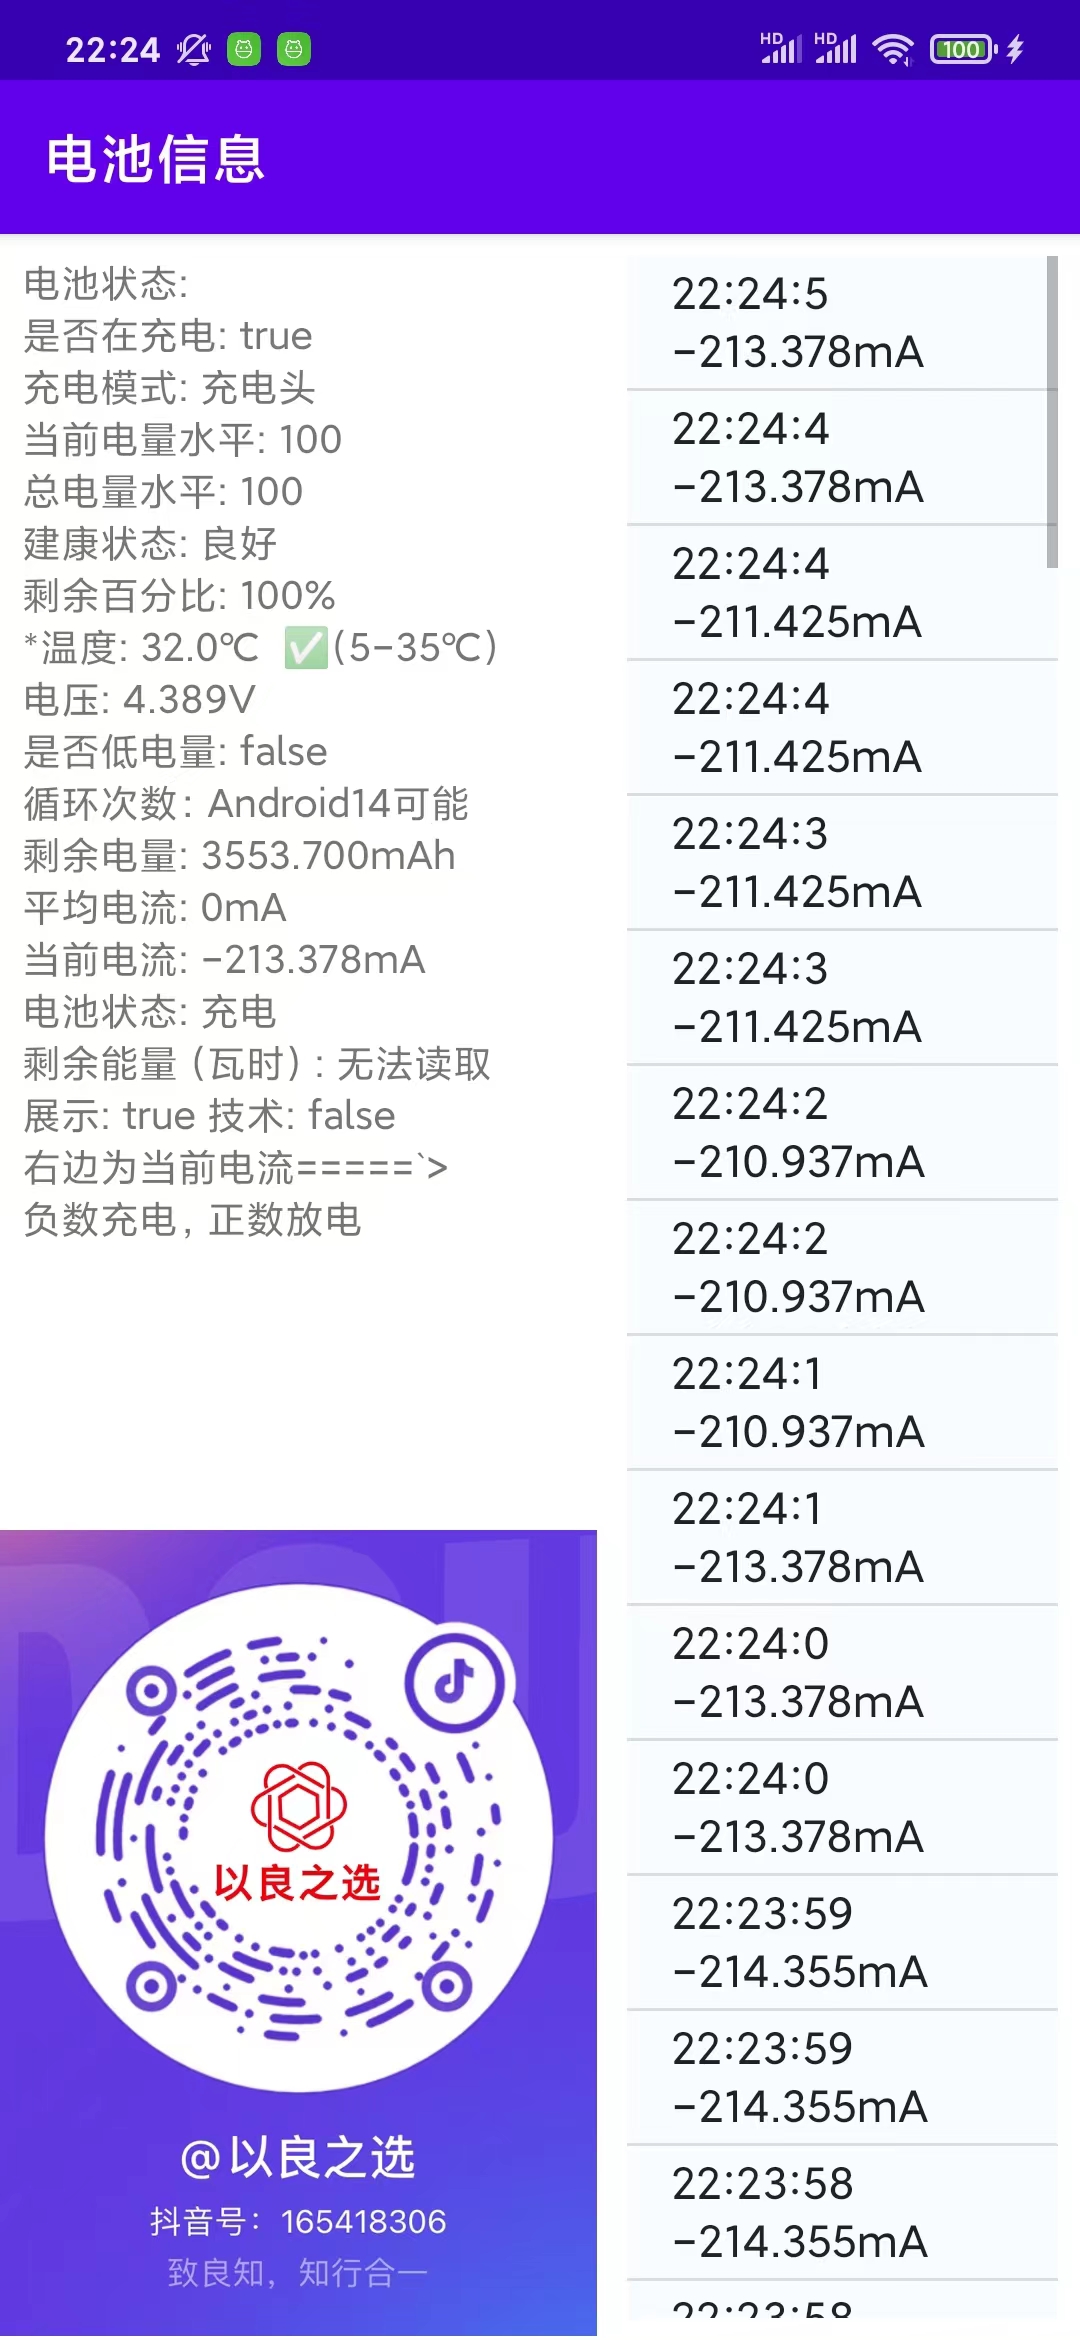 22:24
HD
HD
100
电池信息
电池状态:
是否在充电: true
充电模式: 充电头
当前电量水平: 100
总电量水平: 100
建康状态: 良好
剩余百分比: 100%
*温度: 32.0℃ ✅(5-35℃)
电压: 4.389V
是否低电量: false
循环次数: Android14可能
剩余电量: 3553.700mAh
平均电流: 0mA
当前电流: -213.378mA
电池状态: 充电
剩余能量（瓦时）: 无法读取
展示: true 技术: false
右边为当前电流=====`>
负数充电, 正数放电
22:24:5
-213.378mA
22:24:4
-213.378mA
22:24:4
-211.425mA
22:24:4
-211.425mA
22:24:3
-211.425mA
22:24:3
-211.425mA
22:24:2
-210.937mA
22:24:2
-210.937mA
22:24:1
-210.937mA
22:24:1
-213.378mA
22:24:0
-213.378mA
22:24:0
-213.378mA
22:23:59
-214.355mA
22:23:59
-214.355mA
22:23:58
-214.355mA
22:23:58
以良之选
@以良之选
抖音号：165418306
致良知，知行合一